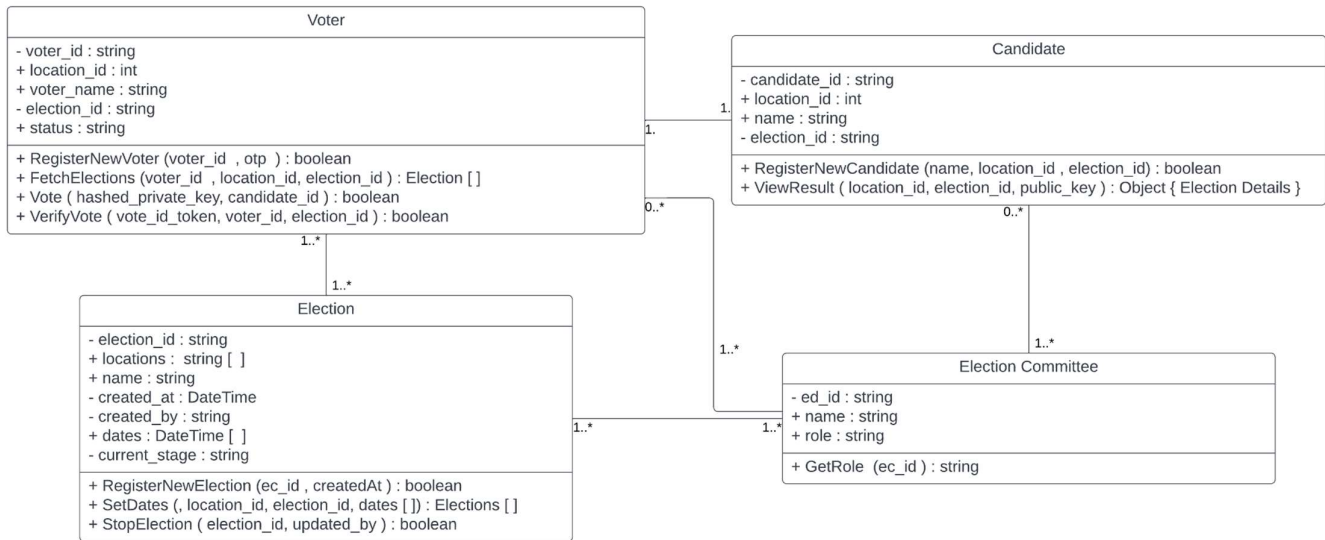 Voter
- voter_id : string
+ location_id : int
+ voter_name : string
- election_id : string
+ status : string
+ RegisterNewVoter (voter_id , otp ) : boolean
+ FetchElections (voter_id , location_id, election_id ) : Election [ ]
+ Vote ( hashed_private_key, candidate_id ) : boolean
+ VerifyVote ( vote_id_token, voter_id, election_id ) : boolean
1.
1.
Candidate
- candidate_id : string
+ location_id : int
+ name : string
- election_id : string
+ RegisterNewCandidate (name, location_id , election_id) : boolean
+ ViewResult ( location_id, election_id, public_key ) : Object { Election Details }
0..*
0..*
1..*
1..*
Election
- election_id : string
+ locations : string [ ]
+ name : string
- created_at : DateTime
- created_by : string
+ dates : DateTime [ ]
- current_stage : string
+ RegisterNewElection (ec_id , createdAt ) : boolean
+ SetDates (, location_id, election_id, dates [ ]) : Elections [ ]
+ StopElection ( election_id, updated_by ) : boolean
1..*
1..*
1..*
1..*
Election Committee
- ed_id : string
+ name : string
+ role : string
+ GetRole (ec_id ) : string